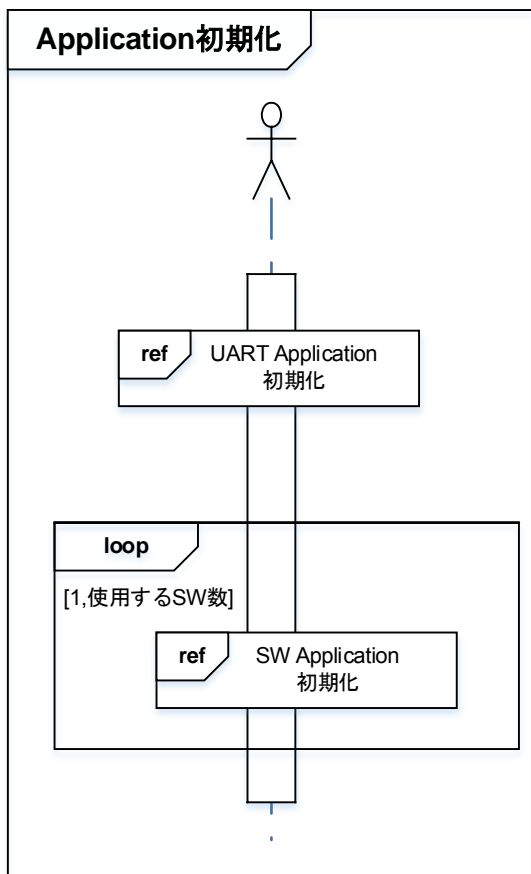 Application初期化
ref
UART Application
初期化
loop
[1,使用するSW数]
ref
SW Application
初期化